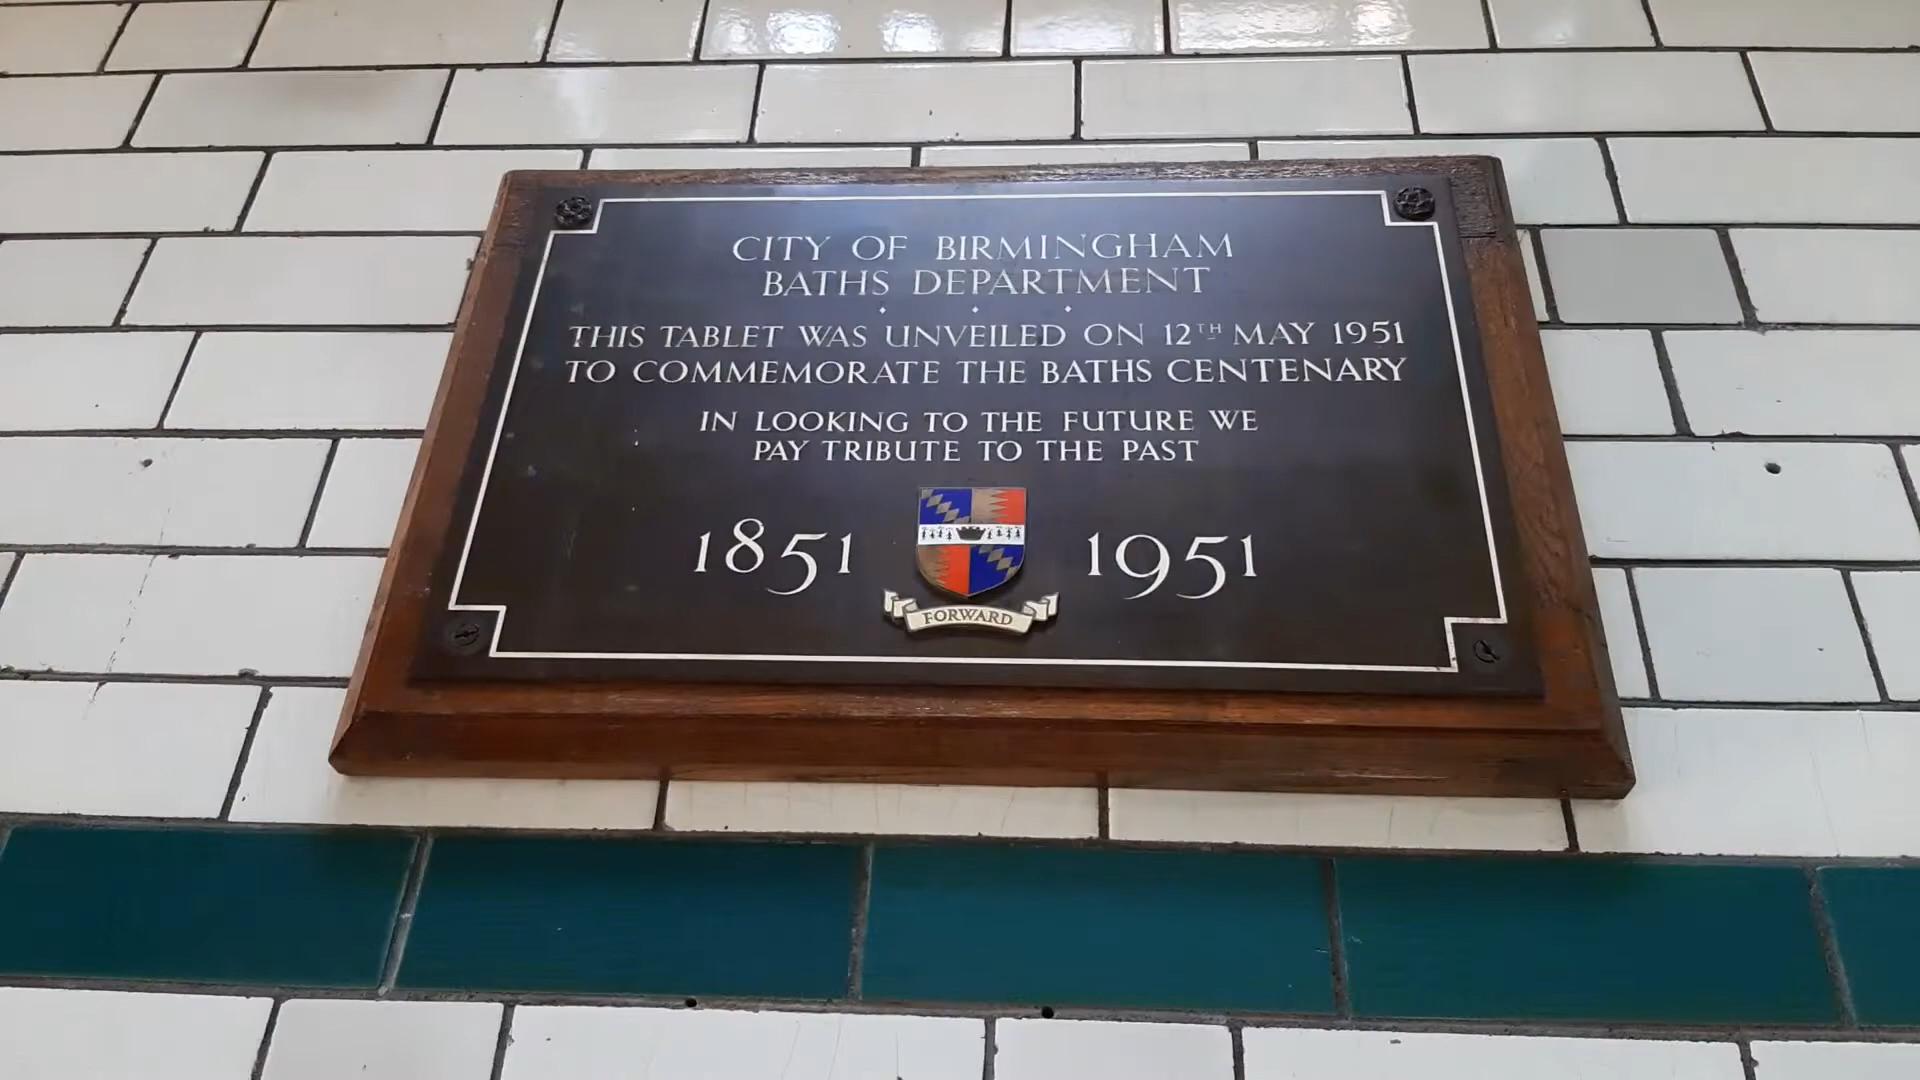 CITY OF BIRMINGHAM
BATHS DEPARTMENT
THIS TABLET WAS UNVEILED ON 12TH MAY 1951
TO COMMEMORATE THE BATHS CENTENARY
IN LOOKING TO THE FUTURE WE
PAY TRIBUTE TO THE PAST
1851 1951
FORWARD